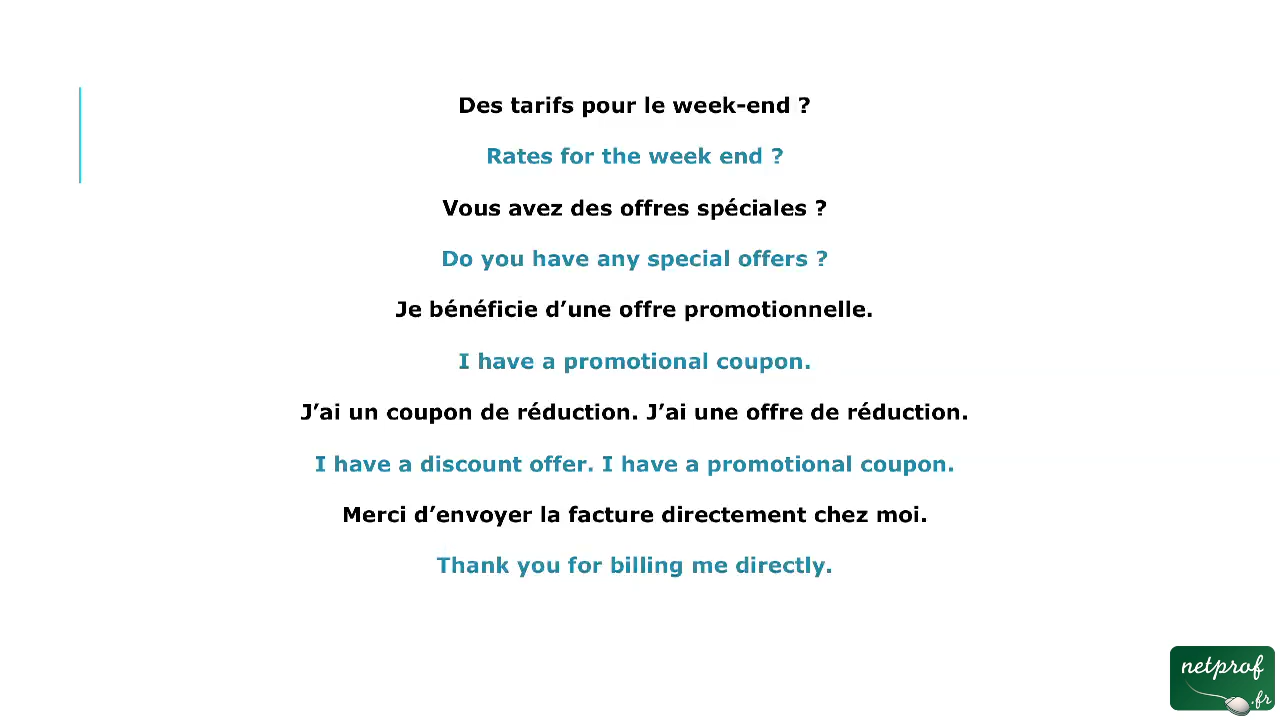 Des tarifs pour le week-end ?
Rates for the week end ?
Vous avez des offres spéciales ?
Do you have any special offers ?
Je bénéficie d’une offre promotionnelle.
I have a promotional coupon.
J’ai un coupon de réduction. J’ai une offre de réduction.
I have a discount offer. I have a promotional coupon.
Merci d’envoyer la facture directement chez moi.
Thank you for billing me directly.
netprof
.fr